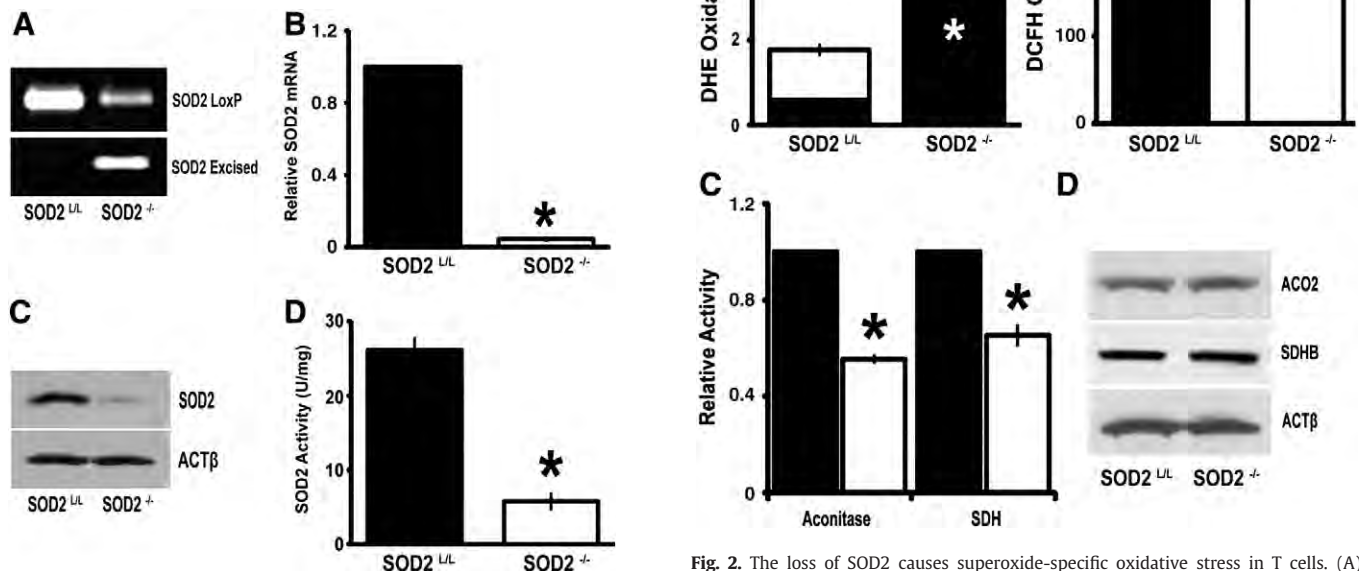 A
SOD2 LoxP
SOD2 Excised
SOD2 L/L SOD2 -/-
B
Relative SOD2 mRNA
1.2
0.8
0.4
0
*
SOD2 L/L SOD2 -/-
C
SOD2
ACTβ
SOD2 L/L SOD2 -/-
D
SOD2 Activity (U/mg)
30
20
10
0
*
SOD2 L/L SOD2 -/-
DHE Oxida
2
0
*
SOD2 L/L SOD2 -/-
DCFH
100
0
SOD2 L/L SOD2 -/-
C
Relative Activity
1.2
0.8
0.4
0
*
*
Aconitase SDH
D
ACO2
SDHB
ACTβ
SOD2 L/L SOD2 -/-
Fig. 2. The loss of SOD2 causes superoxide-specific oxidative stress in T cells. (A)